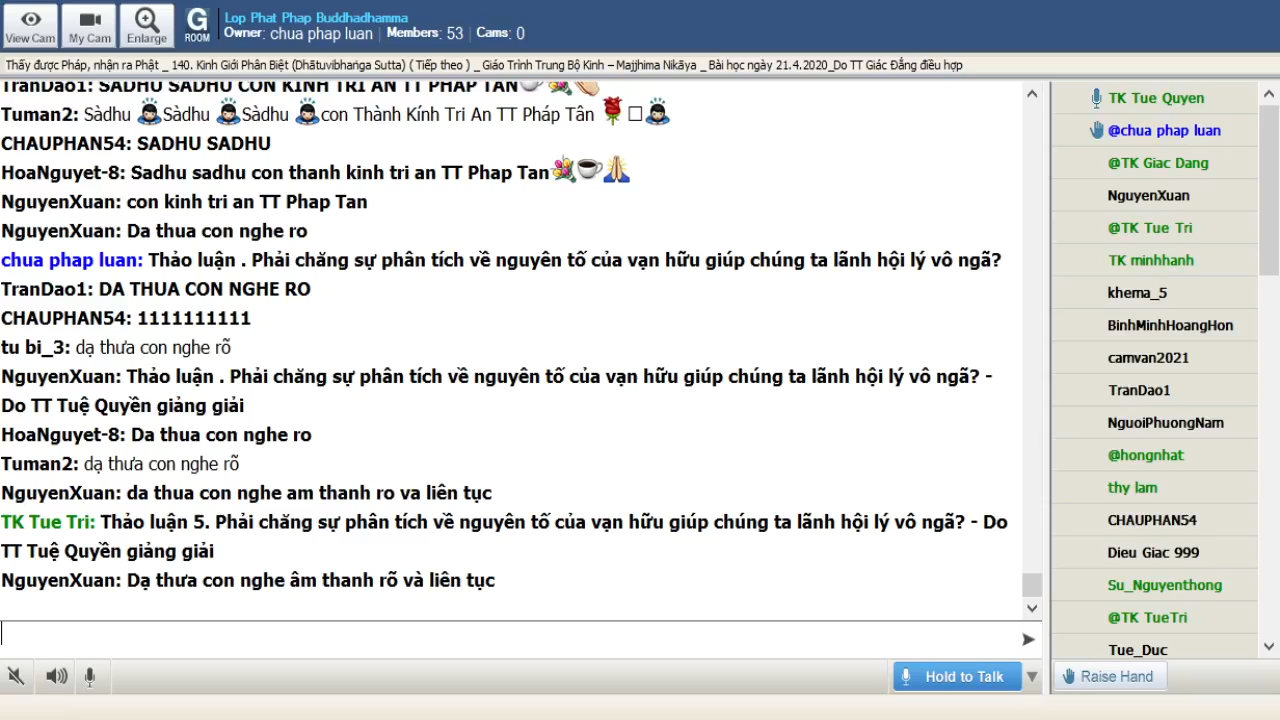 View Cam
My Cam
Enlarge
G
ROOM
Lop Phat Phap Buddhadhamma
Owner: chua phap luan | Members: 53 | Cams: 0
Thấy được Pháp, nhận ra Phật _ 140. Kinh Giới Phân Biệt (Dhātuvibhaṅga Sutta) ( Tiếp theo ) _ Giáo Trình Trung Bộ Kinh – Majjhima Nikāya _ Bài học ngày 21.4.2020_Do TT Giác Đẳng điều hợp
TranDao1: SADHU SADHU CON KINH TRI AN TT PHAP TAN
Tuman2: Sàdhu Sàdhu Sàdhu con Thành Kính Tri An TT Pháp Tân
CHAUPHAN54: SADHU SADHU
HoaNguyet-8: Sadhu sadhu con thanh kinh tri an TT Phap Tan
NguyenXuan: con kinh tri an TT Phap Tan
NguyenXuan: Da thua con nghe ro
chua phap luan: Thảo luận . Phải chăng sự phân tích về nguyên tố của vạn hữu giúp chúng ta lãnh hội lý vô ngã?
TranDao1: DA THUA CON NGHE RO
CHAUPHAN54: 1111111111
tu bi_3: dạ thưa con nghe rõ
NguyenXuan: Thảo luận . Phải chăng sự phân tích về nguyên tố của vạn hữu giúp chúng ta lãnh hội lý vô ngã? -
Do TT Tuệ Quyền giảng giải
HoaNguyet-8: Da thua con nghe ro
Tuman2: dạ thưa con nghe rõ
NguyenXuan: da thua con nghe am thanh ro va liên tục
TK Tue Tri: Thảo luận 5. Phải chăng sự phân tích về nguyên tố của vạn hữu giúp chúng ta lãnh hội lý vô ngã? - Do
TT Tuệ Quyền giảng giải
NguyenXuan: Dạ thưa con nghe âm thanh rõ và liên tục
Hold to Talk
TK Tue Quyen
@chua phap luan
@TK Giac Dang
NguyenXuan
@TK Tue Tri
TK minhhanh
khema_5
BinhMinhHoangHon
camvan2021
TranDao1
NguoiPhuongNam
@hongnhat
thy lam
CHAUPHAN54
Dieu Giac 999
Su_Nguyenthong
@TK TueTri
Tue_Duc
Raise Hand